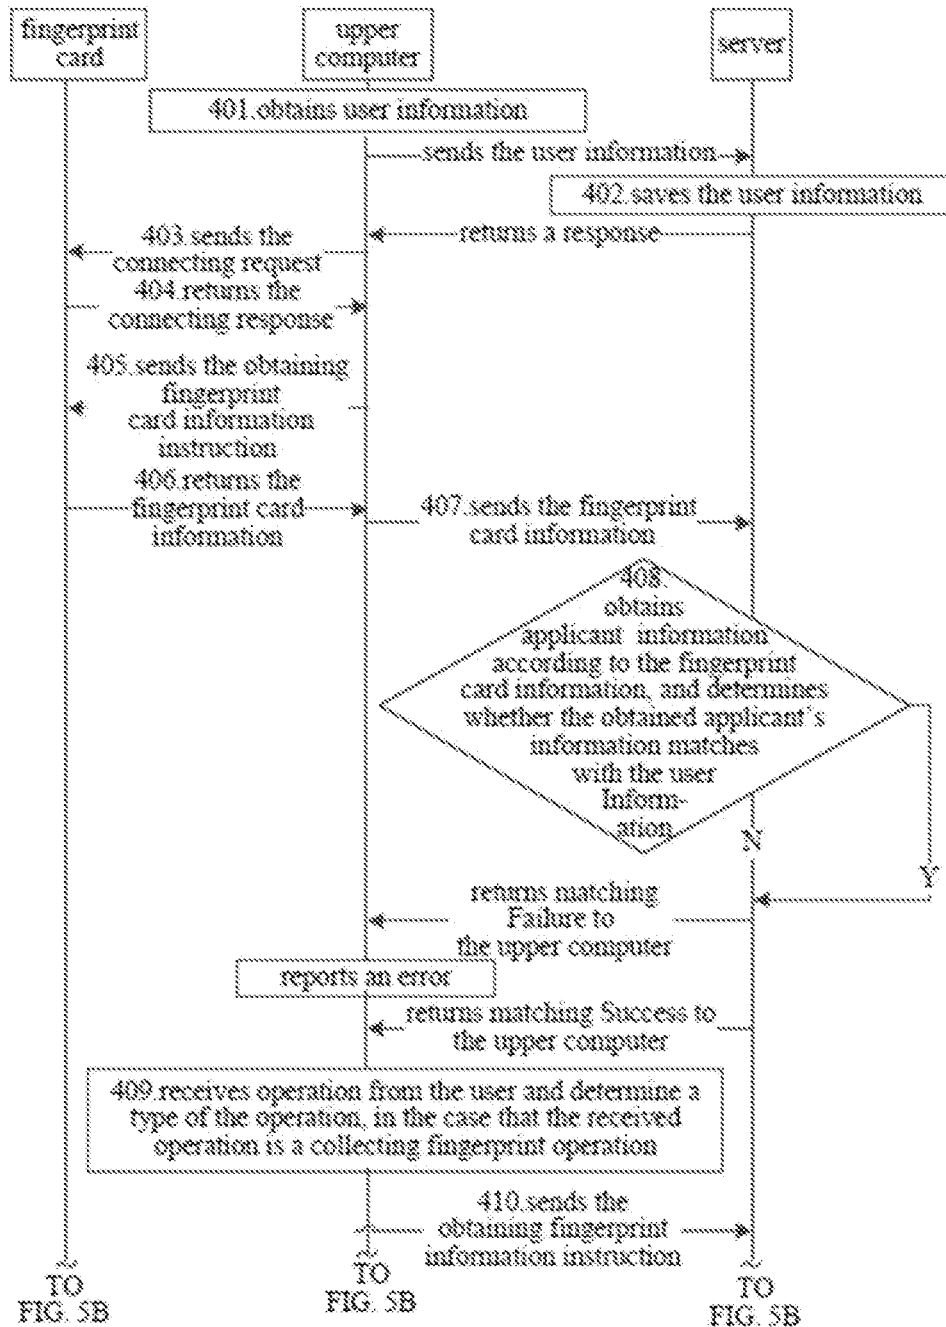 fingerprint
card
upper
computer
server
401.obtains user information
sends the user information
402.saves the user information
returns a response
403.sends the
connecting request
404.returns the
connecting response
405.sends the obtaining
fingerprint
card information
instruction
406.returns the
fingerprint card
information
407.sends the fingerprint
card information
408.
obtains
applicant information
according to the fingerprint
card information, and determines
whether the obtained applicant's
information matches
with the user
Inform-
ation
N
Y
returns matching
Failure to
the upper computer
reports an error
returns matching Success to
the upper computer
409.receives operation from the user and determine a
type of the operation, in the case that the received
operation is a collecting fingerprint operation
410.sends the
obtaining fingerprint
information instruction
TO
FIG. 5B
TO
FIG. 5B
TO
FIG. 5B